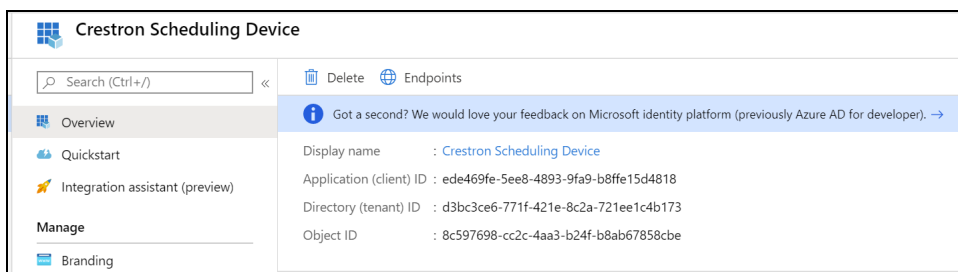 Crestron Scheduling Device
Search (Ctrl+/)
«
Overview
Quickstart
Integration assistant (preview)
Manage
Branding
Delete Endpoints
Got a second? We would love your feedback on Microsoft identity platform (previously Azure AD for developer). →
Display name : Crestron Scheduling Device
Application (client) ID : ede469fe-5ee8-4893-9fa9-b8ffe15d4818
Directory (tenant) ID : d3bc3ce6-771f-421e-8c2a-721ee1c4b173
Object ID : 8c597698-cc2c-4aa3-b24f-b8ab67858cbe